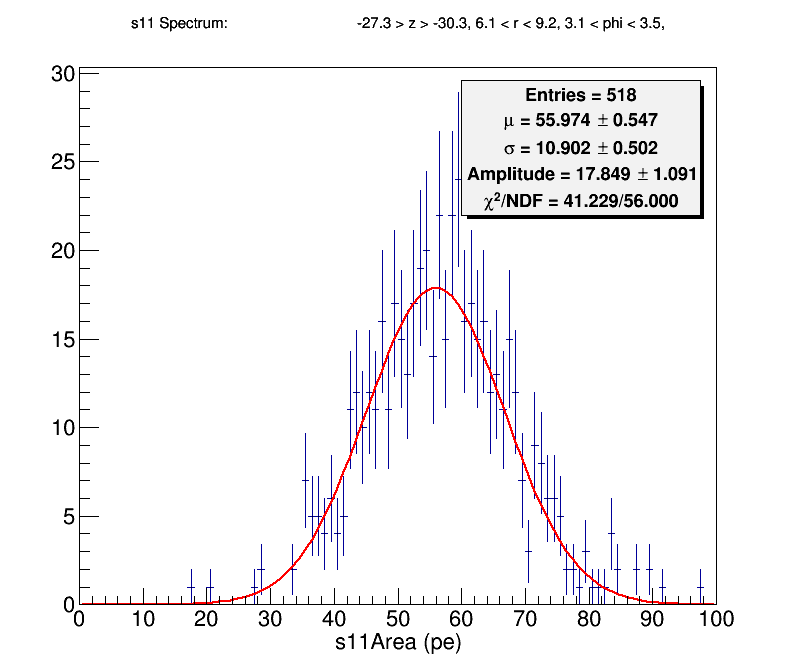 s11 Spectrum: -27.3 > z > -30.3, 6.1 < r < 9.2, 3.1 < phi < 3.5,
Entries = 518
μ = 55.974 ± 0.547
σ = 10.902 ± 0.502
Amplitude = 17.849 ± 1.091
χ²/NDF = 41.229/56.000
30
25
20
15
10
5
0
0 10 20 30 40 50 60 70 80 90 100
s11Area (pe)